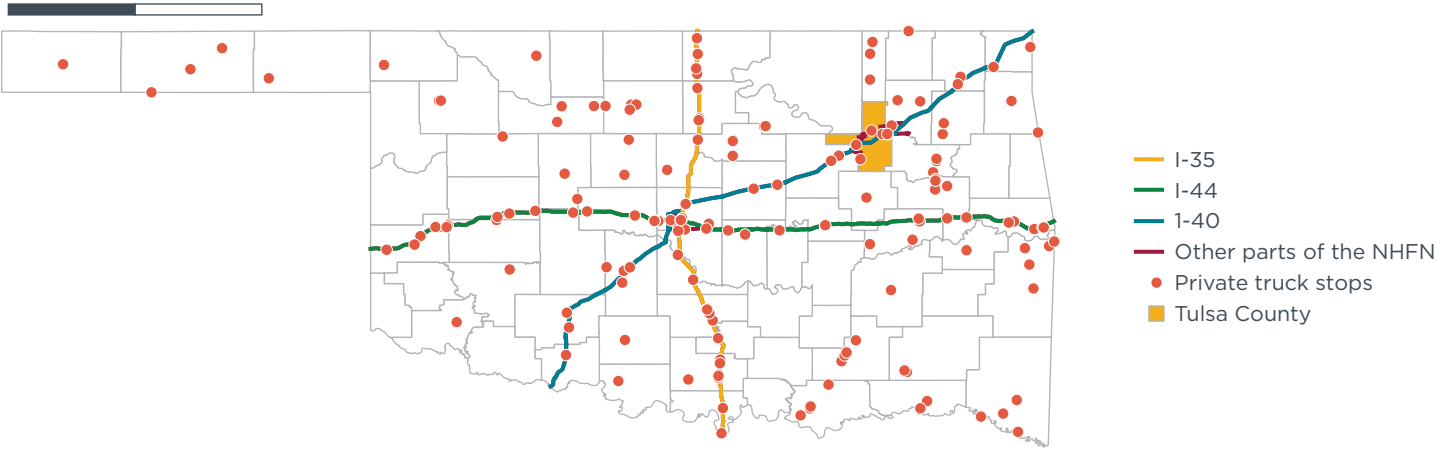 I-35
I-44
1-40
Other parts of the NHFN
Private truck stops
Tulsa County